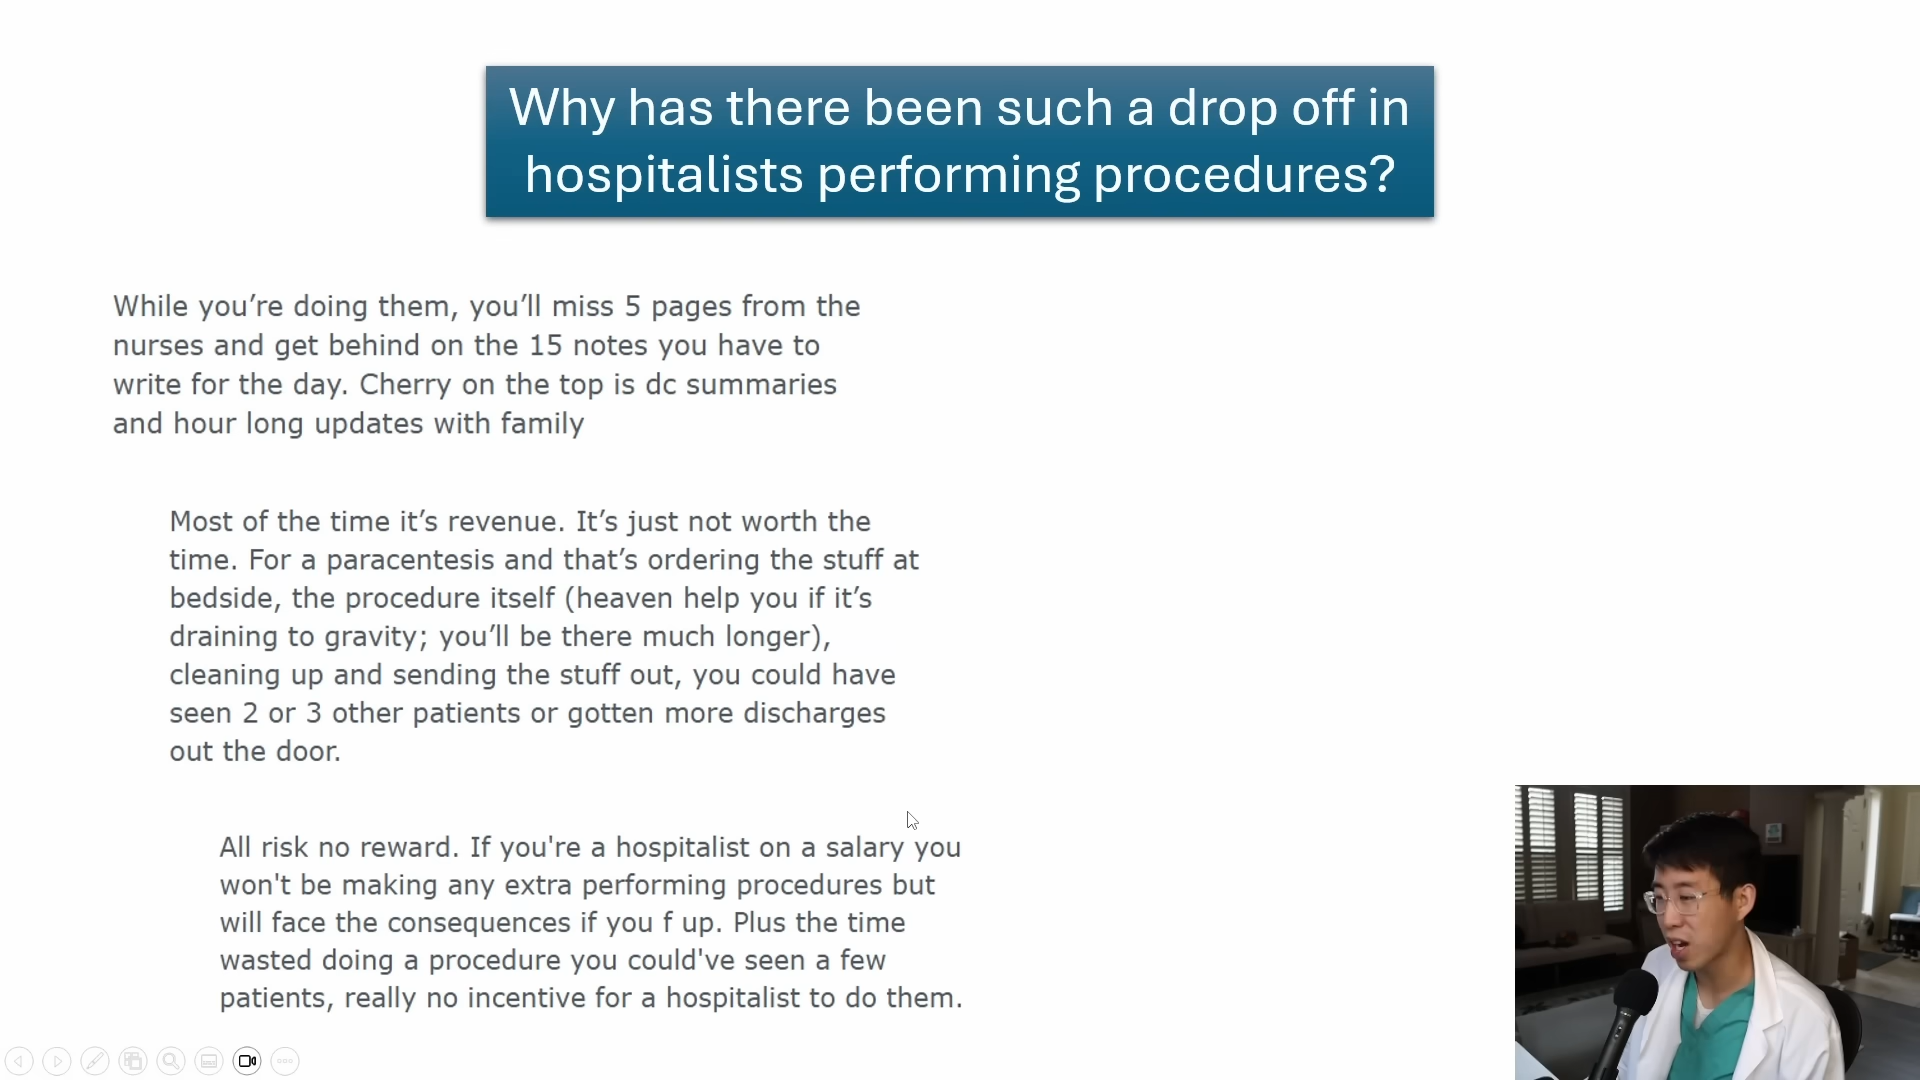 Why has there been such a drop off in
hospitalists performing procedures?
While you’re doing them, you’ll miss 5 pages from the
nurses and get behind on the 15 notes you have to
write for the day. Cherry on the top is dc summaries
and hour long updates with family
Most of the time it’s revenue. It’s just not worth the
time. For a paracentesis and that’s ordering the stuff at
bedside, the procedure itself (heaven help you if it’s
draining to gravity; you’ll be there much longer),
cleaning up and sending the stuff out, you could have
seen 2 or 3 other patients or gotten more discharges
out the door.
All risk no reward. If you're a hospitalist on a salary you
won't be making any extra performing procedures but
will face the consequences if you f up. Plus the time
wasted doing a procedure you could've seen a few
patients, really no incentive for a hospitalist to do them.